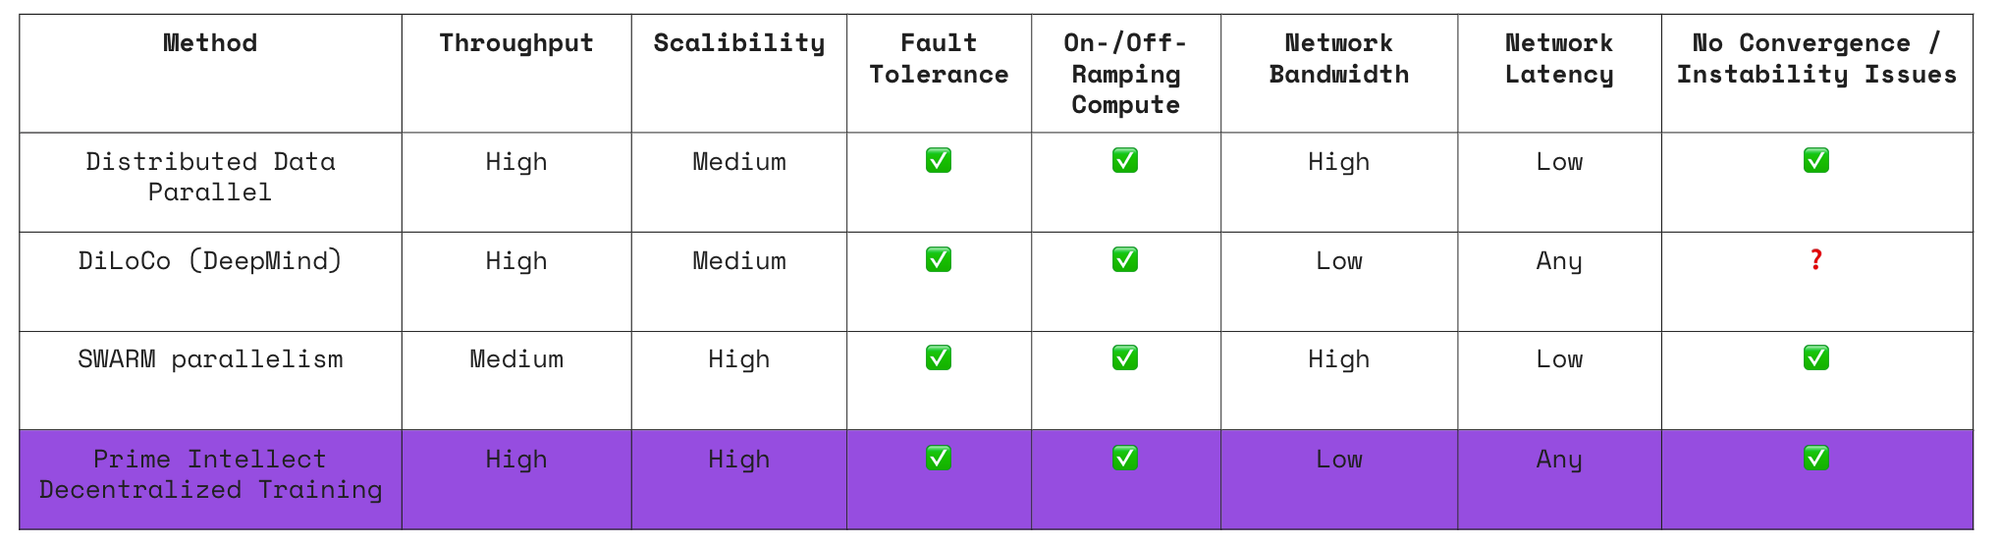 Method Throughput Scalibility Fault Tolerance On-/Off-Ramping Compute Network Bandwidth Network Latency No Convergence / Instability Issues
Distributed Data Parallel High Medium ✅ ✅ High Low ✅
DiLoCo (DeepMind) High Medium ✅ ✅ Low Any ?
SWARM parallelism Medium High ✅ ✅ High Low ✅
Prime Intellect Decentralized Training High High ✅ ✅ Low Any ✅